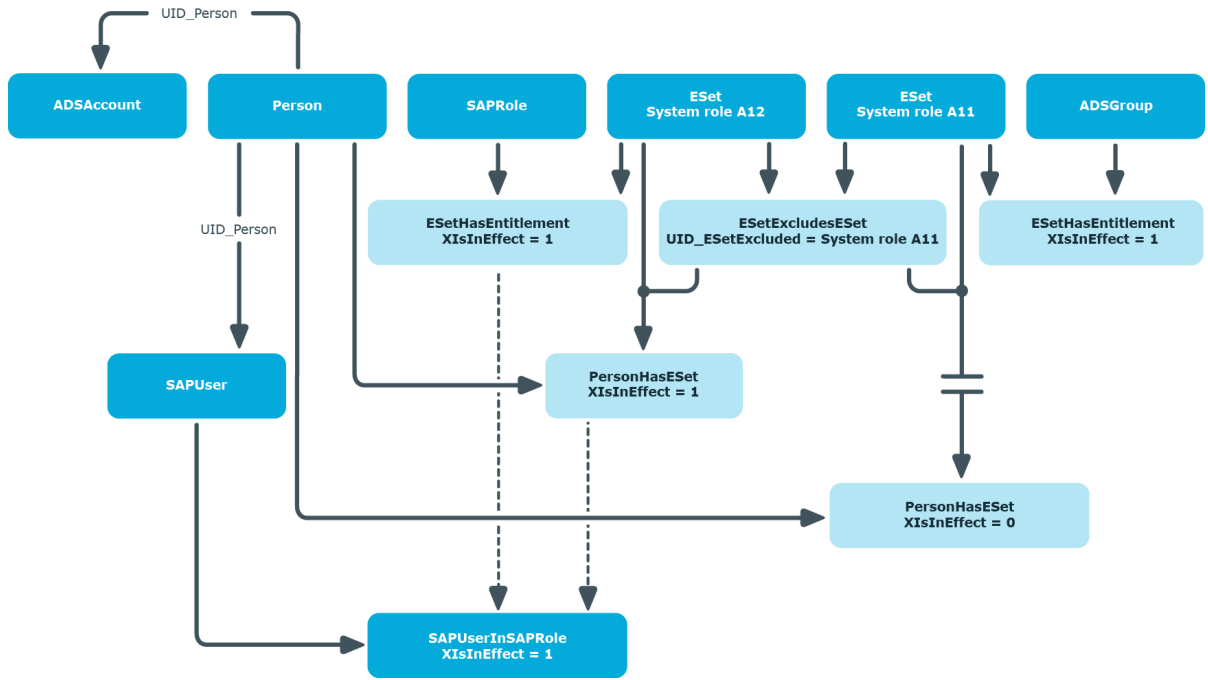 UID_Person
ADSAccount
Person
SAPRole
ESet
System role A12
ESet
System role A11
ADSGroup
ESetHasEntitlement
XIsInEffect = 1
ESetExcludesESet
UID_ESetExcluded = System role A11
ESetHasEntitlement
XIsInEffect = 1
UID_Person
SAPUser
PersonHasESet
XIsInEffect = 1
PersonHasESet
XIsInEffect = 0
SAPUserInSAPRole
XIsInEffect = 1